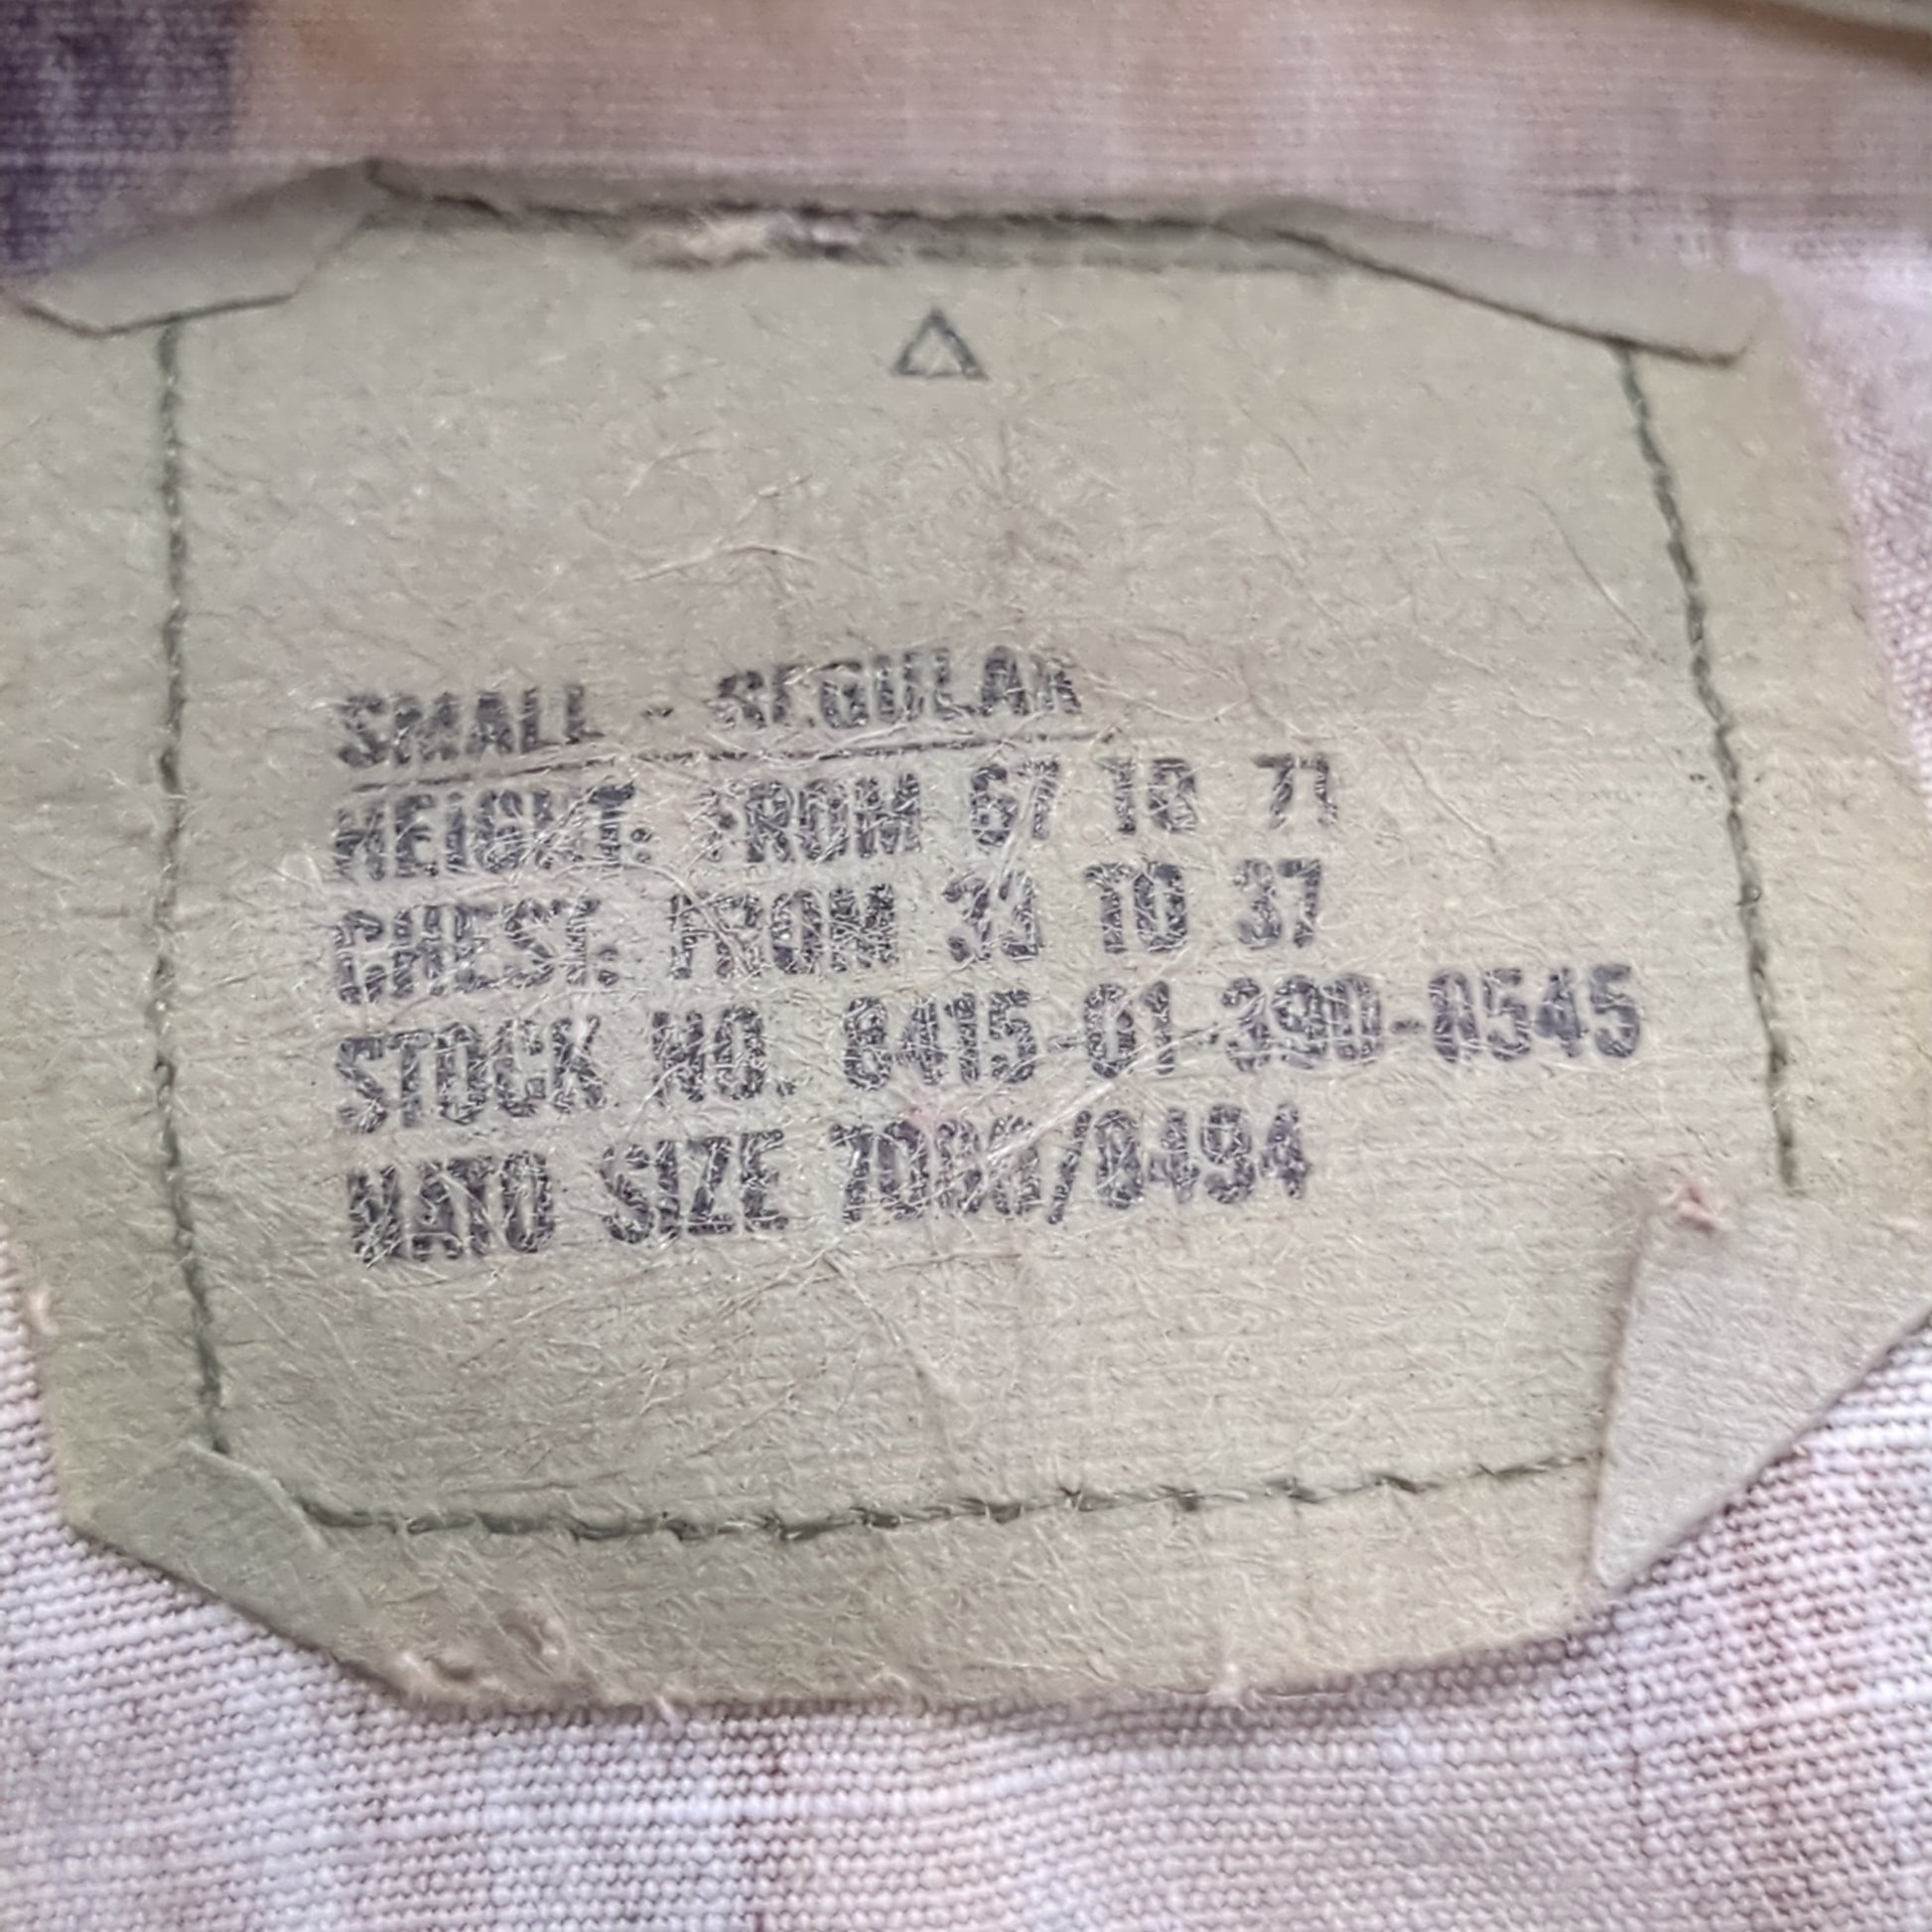 SMALL - REGULAR
HEIGHT: FROM 67 TO 71
CHEST: FROM 33 TO 37
STOCK NO. 8415-01-390-8545
NATO SIZE 7080/8494